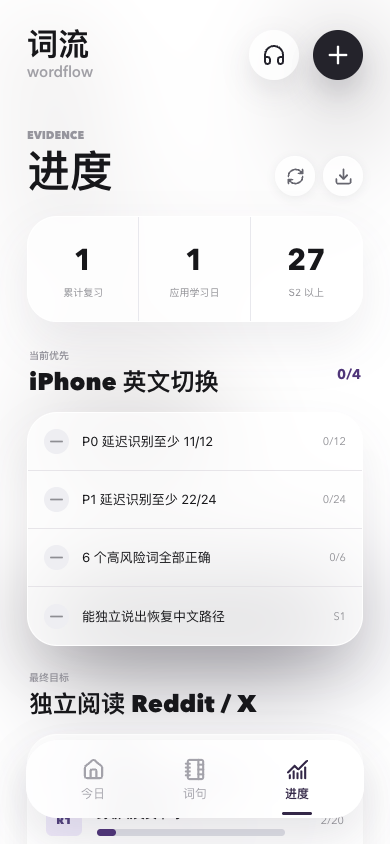 词流
wordflow
EVIDENCE
进度
1
累计复习
1
应用学习日
27
S2 以上
当前优先
iPhone 英文切换
0/4
P0 延迟识别至少 11/12
0/12
P1 延迟识别至少 22/24
0/24
6 个高风险词全部正确
0/6
能独立说出恢复中文路径
S1
最终目标
独立阅读 Reddit / X
R1
2/20
今日
词句
进度